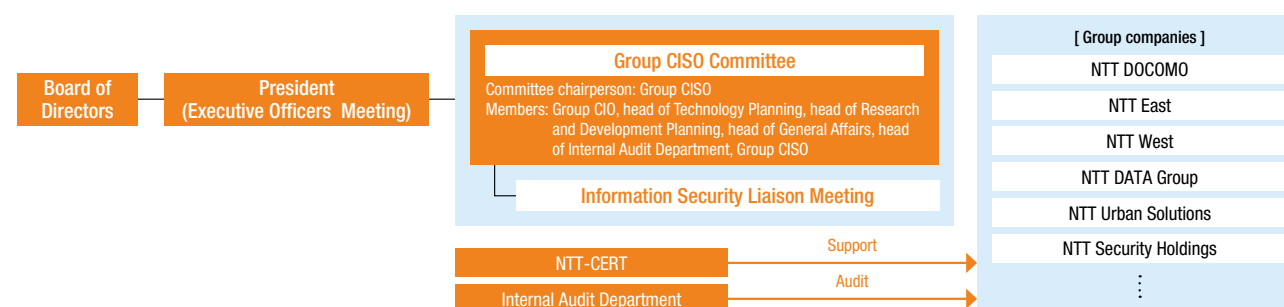 Board of
Directors
President
(Executive Officers Meeting)
Group CISO Committee
Committee chairperson: Group CISO
Members: Group CIO, head of Technology Planning, head of Research
and Development Planning, head of General Affairs, head
of Internal Audit Department, Group CISO
Information Security Liaison Meeting
NTT-CERT
Support
Internal Audit Department
Audit
[ Group companies ]
NTT DOCOMO
NTT East
NTT West
NTT DATA Group
NTT Urban Solutions
NTT Security Holdings
⋮